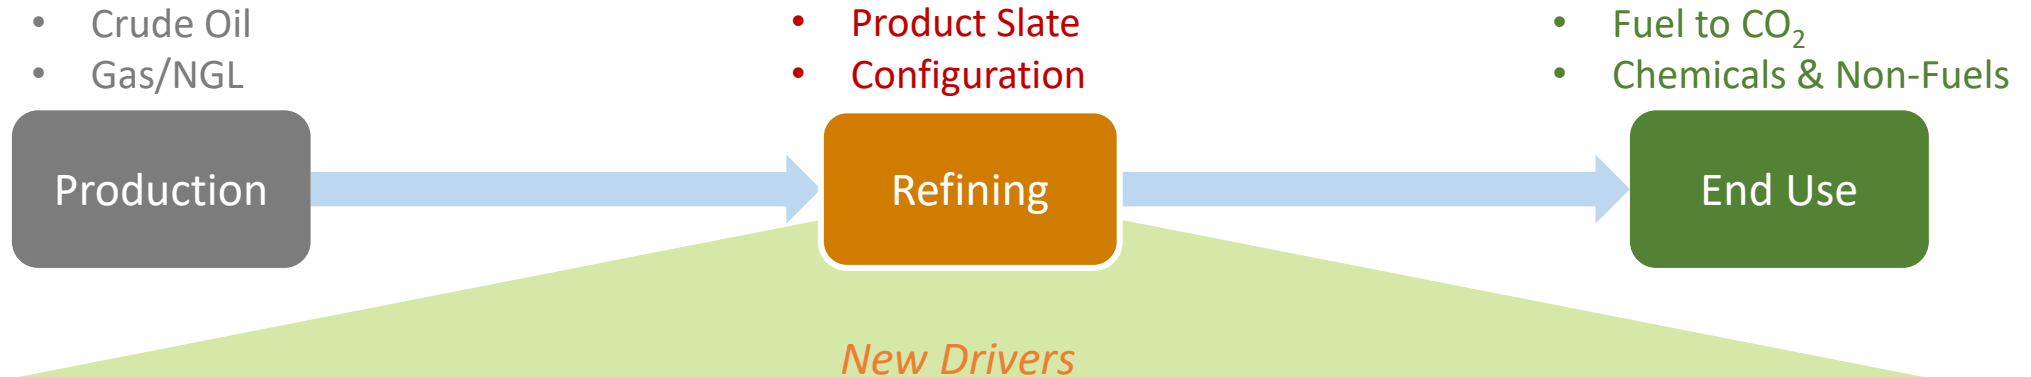 • Crude Oil
• Gas/NGL
Production
• Product Slate
• Configuration
Refining
• Fuel to CO₂
• Chemicals & Non-Fuels
End Use
New Drivers